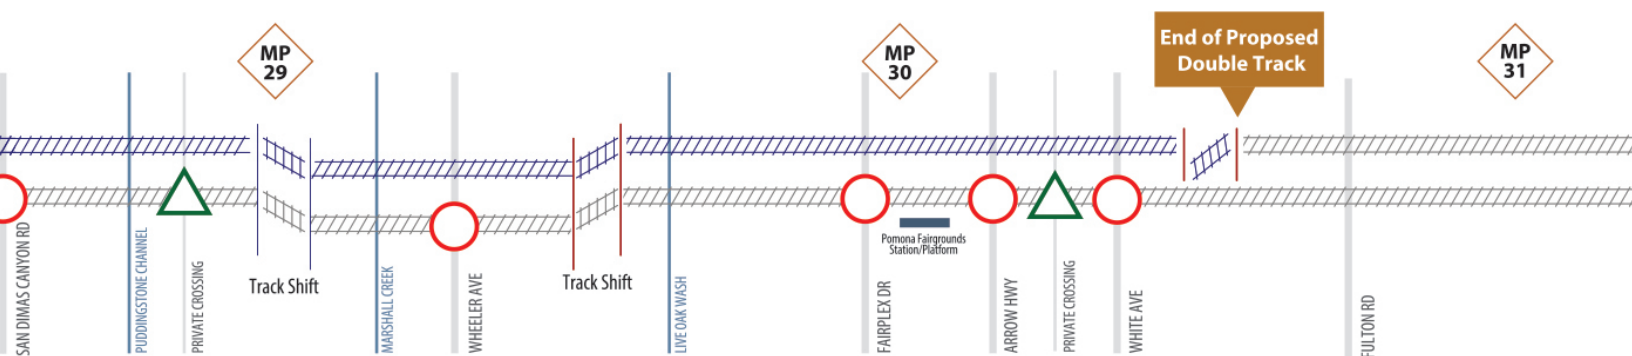 MP
29
MP
30
End of Proposed
Double Track
MP
31
Track Shift
Track Shift
Pomona Fairgrounds
Station/Platform
SAN DIMAS CANYON RD
PUDDINGSTONE CHANNEL
PRIVATE CROSSING
MARSHALL CREEK
WHEELER AVE
LIVE OAK WASH
FAIRPLEX DR
ARROW HWY
PRIVATE CROSSING
WHITE AVE
FULTON RD